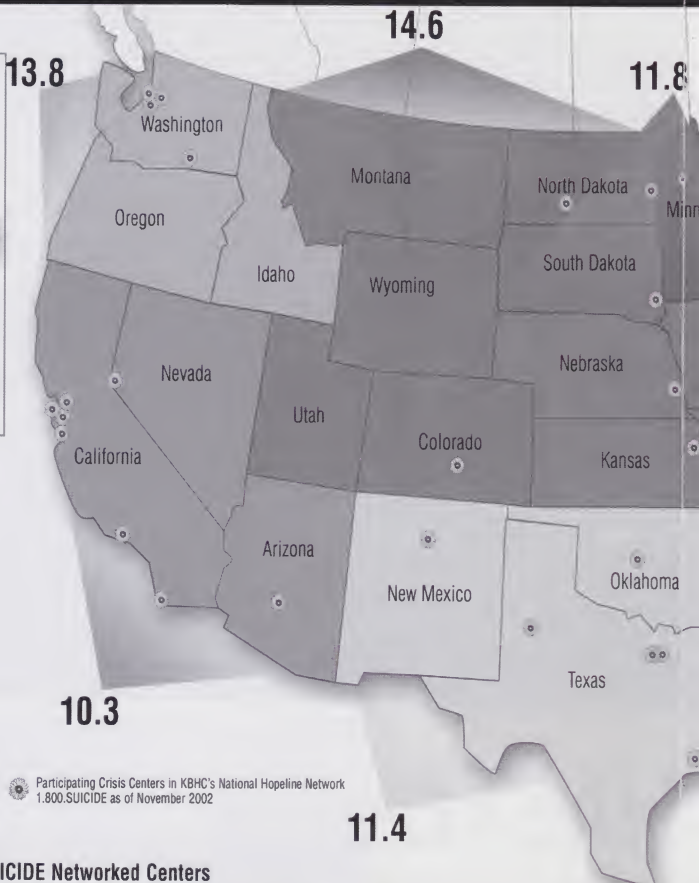 14.6
13.8
11.8
Washington
Montana
North Dakota
Minn
Oregon
Idaho
South Dakota
Wyoming
Nevada
Nebraska
Utah
Colorado
Kansas
California
Arizona
New Mexico
Oklahoma
Texas
10.3
Participating Crisis Centers in KBHC's National Hopeline Network
1.800.SUICIDE as of November 2002
11.4
ICIDE Networked Centers